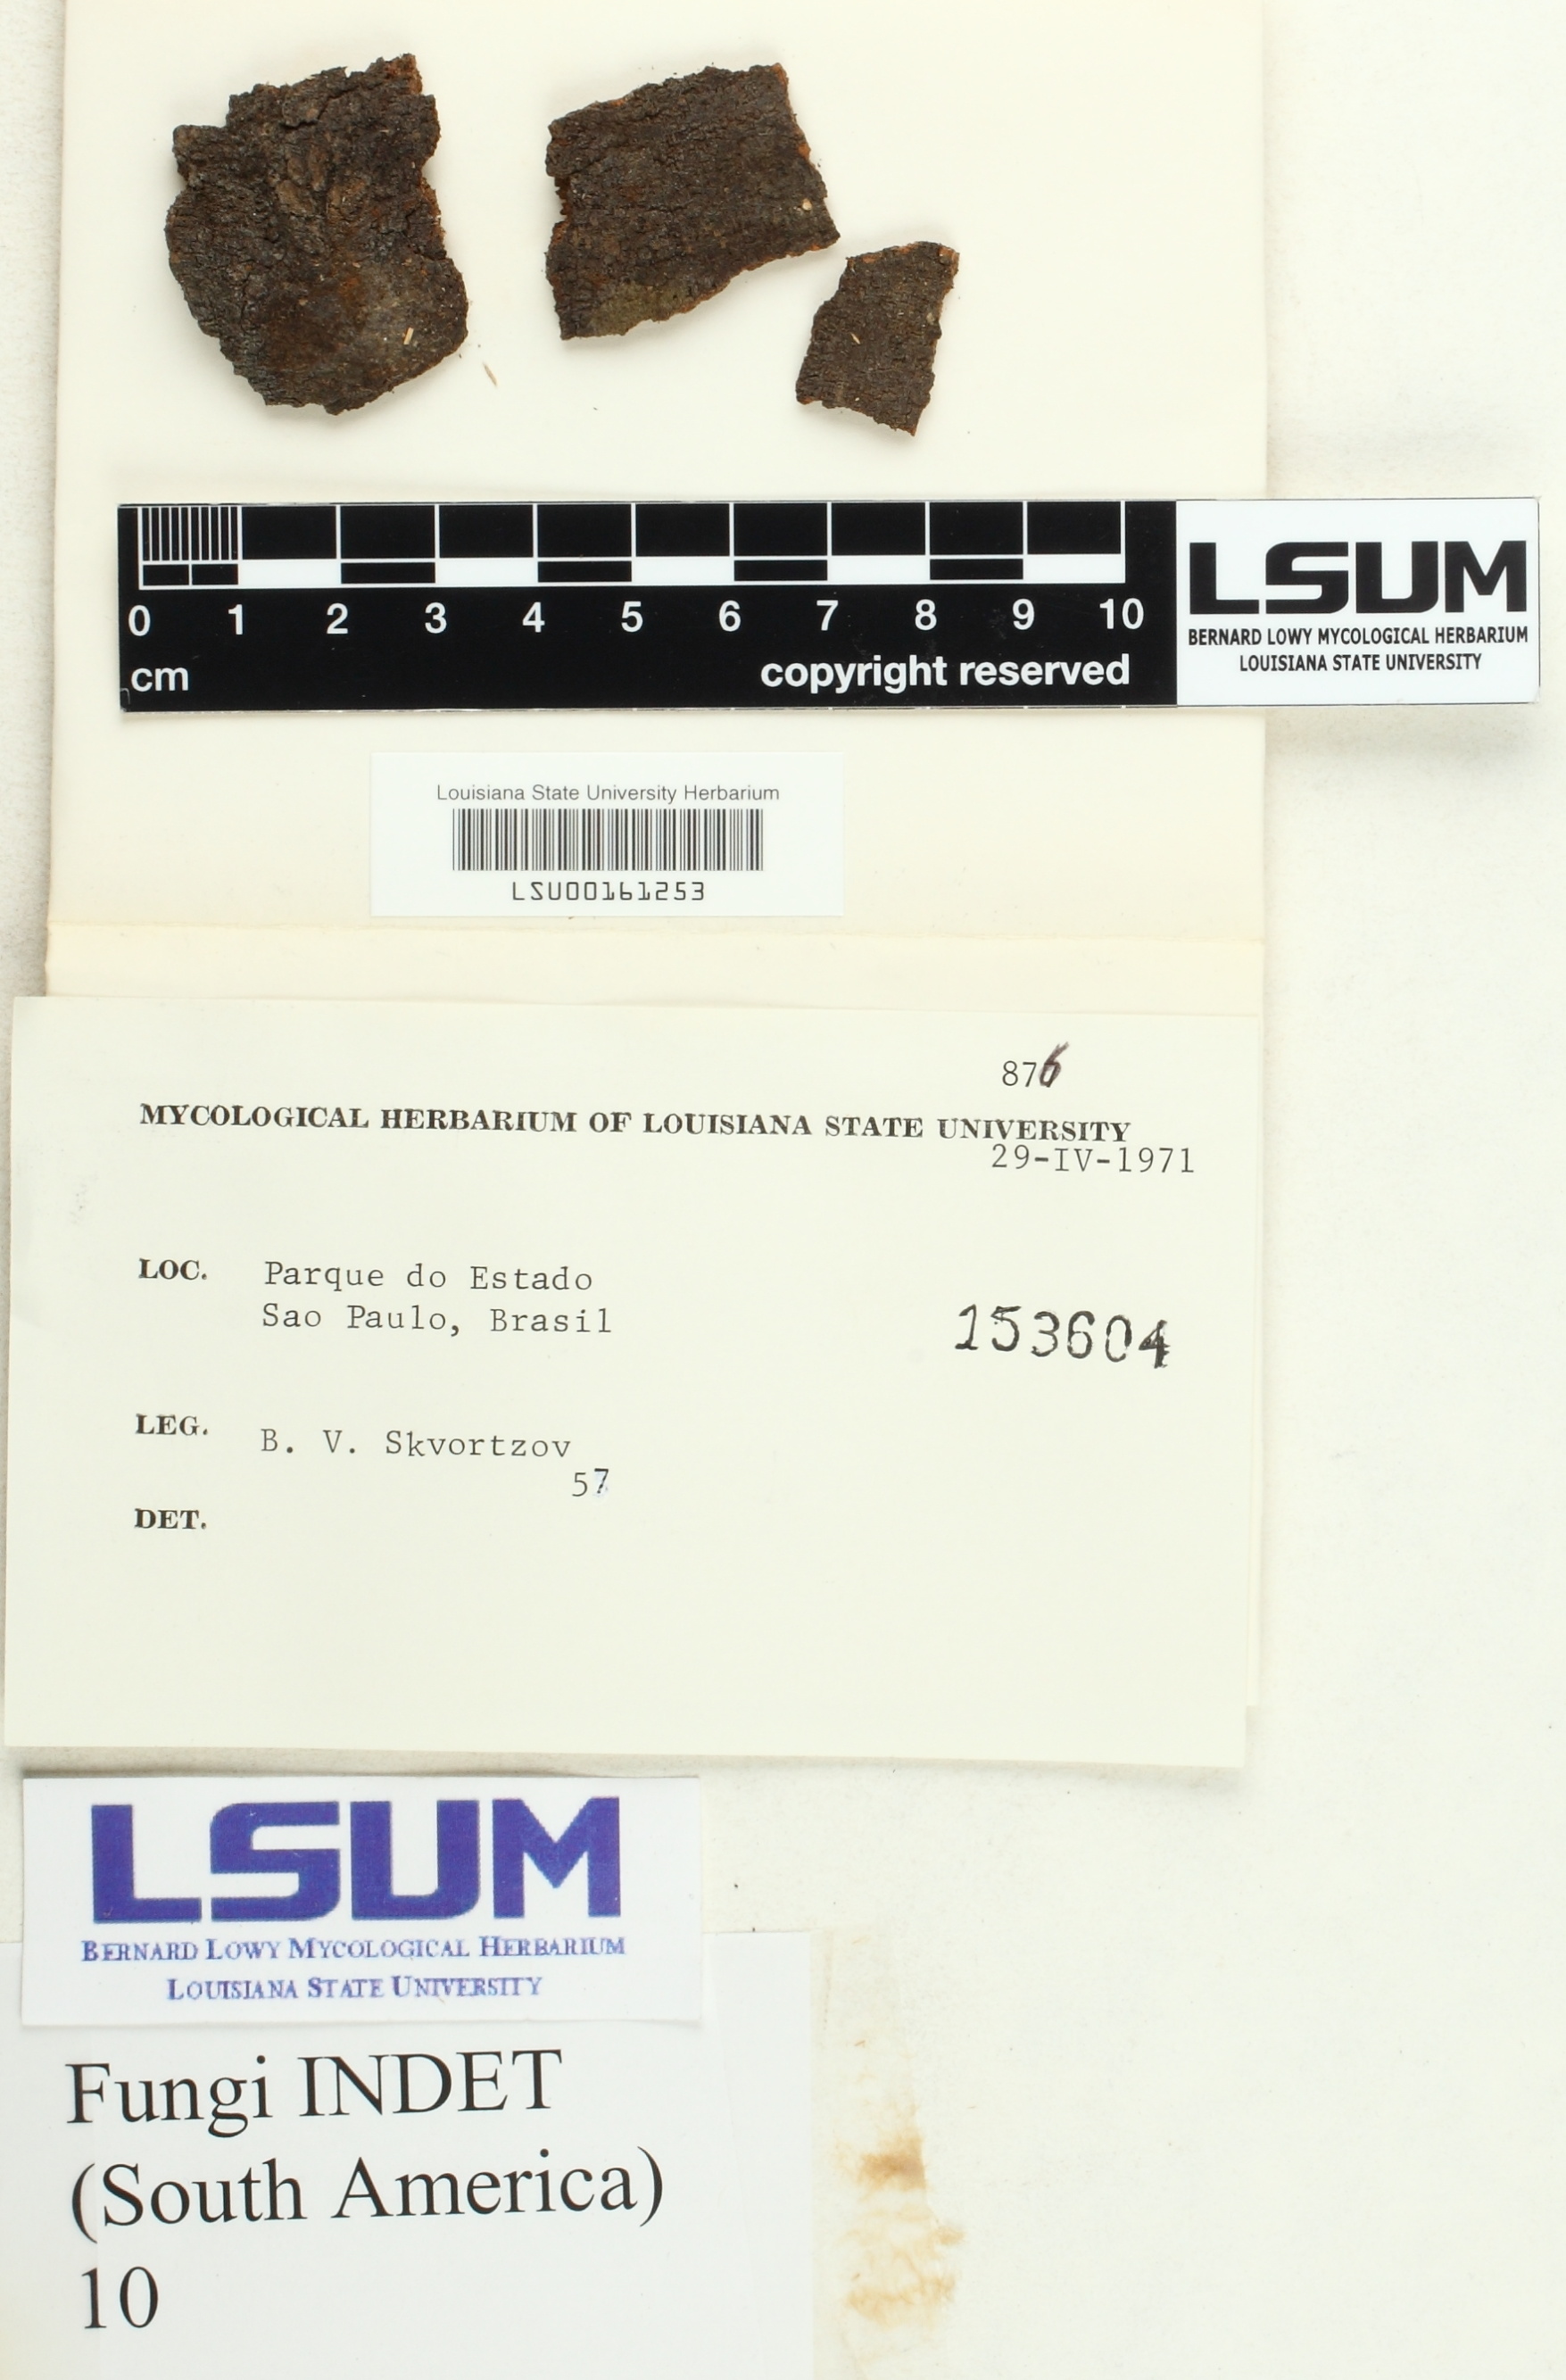 0 1 2 3 4 5 6 7 8 9 10
cm copyright reserved
LSUM
BERNARD LOWY MYCOLOGICAL HERBARIUM
LOUISIANA STATE UNIVERSITY
Louisiana State University Herbarium
LSU00161253
876
MYCOLOGICAL HERBARIUM OF LOUISIANA STATE UNIVERSITY
29-IV-1971
LOC. Parque do Estado
Sao Paulo, Brasil
153604
LEG. B. V. Skvortzov
57
DET.
LSUM
BERNARD LOWY MYCOLOGICAL HERBARIUM
LOUISIANA STATE UNIVERSITY
Fungi INDET
(South America)
10